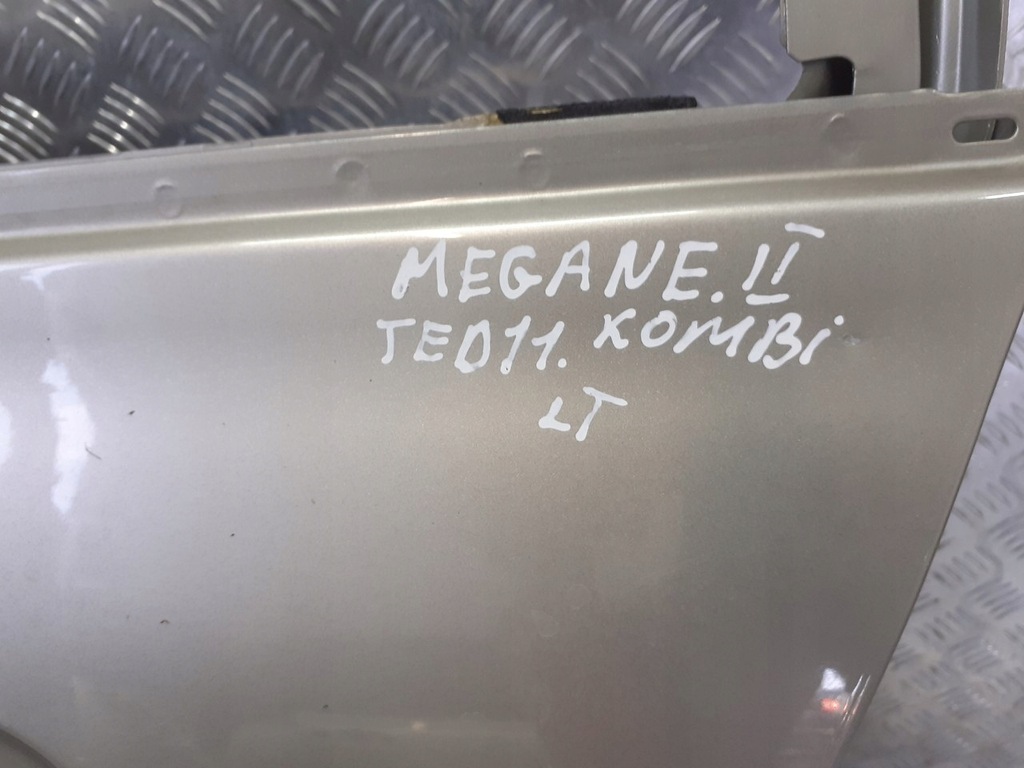 MEGANE. II
TED11. KOMBi
LT